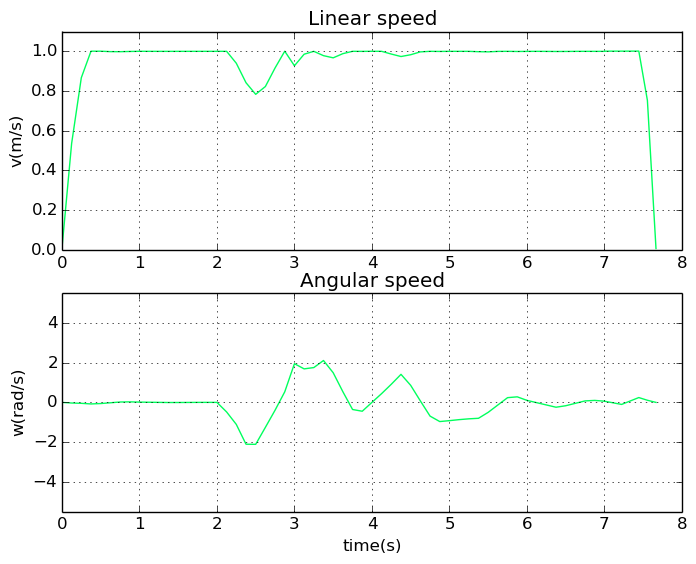 Linear speed
1.0
0.8
0.6
0.4
0.2
0.0
v(m/s)
0 1 2 3 4 5 6 7 8
Angular speed
4
2
0
−2
−4
w(rad/s)
0 1 2 3 4 5 6 7 8
time(s)